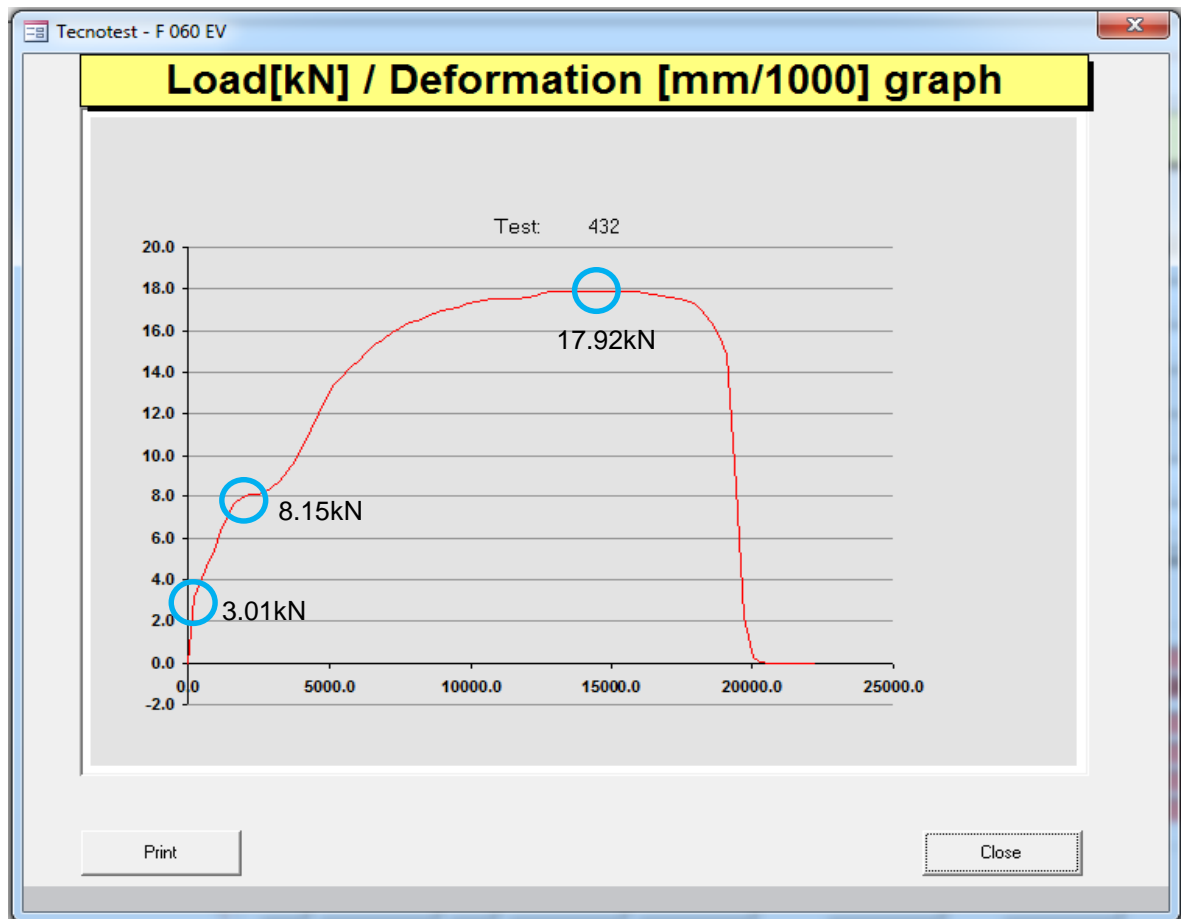 Tecnotest - F 060 EV
Load[kN] / Deformation [mm/1000] graph
Test: 432
20.0
18.0
17.92kN
16.0
14.0
12.0
10.0
8.0
8.15kN
6.0
4.0
3.01kN
2.0
0.0
0.0 5000.0 10000.0 15000.0 20000.0 25000.0
-2.0
Print Close